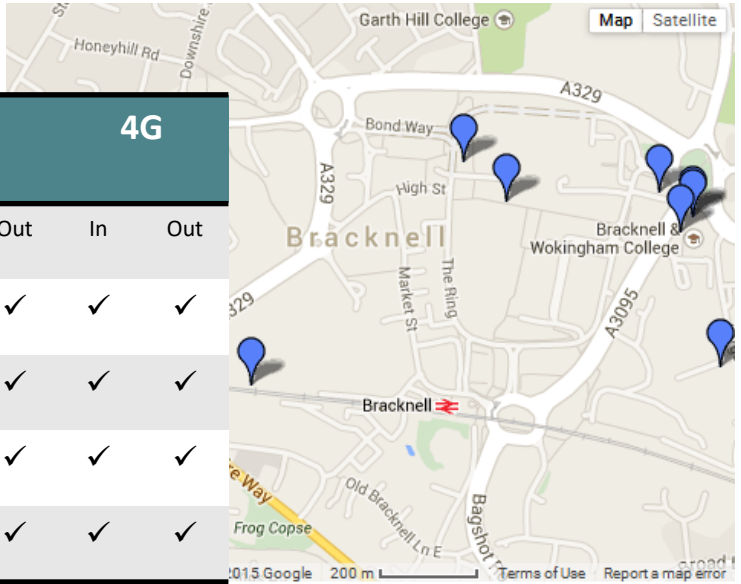 Garth Hill College
Map
Satellite
Honeyhill Rd
Downshire
A329
4G
Bond Way
A329
High St
Out
In
Out
Bracknell
Bracknell &
Wokingham College
The Ring
Market St
A3095
329
✓ ✓ ✓
✓ ✓ ✓
Bracknell
✓ ✓ ✓
re Way
Old Bracknell Ln E
Bagshot
Frog Copse
✓ ✓ ✓
2015 Google
200 m
Terms of Use
Report a map error